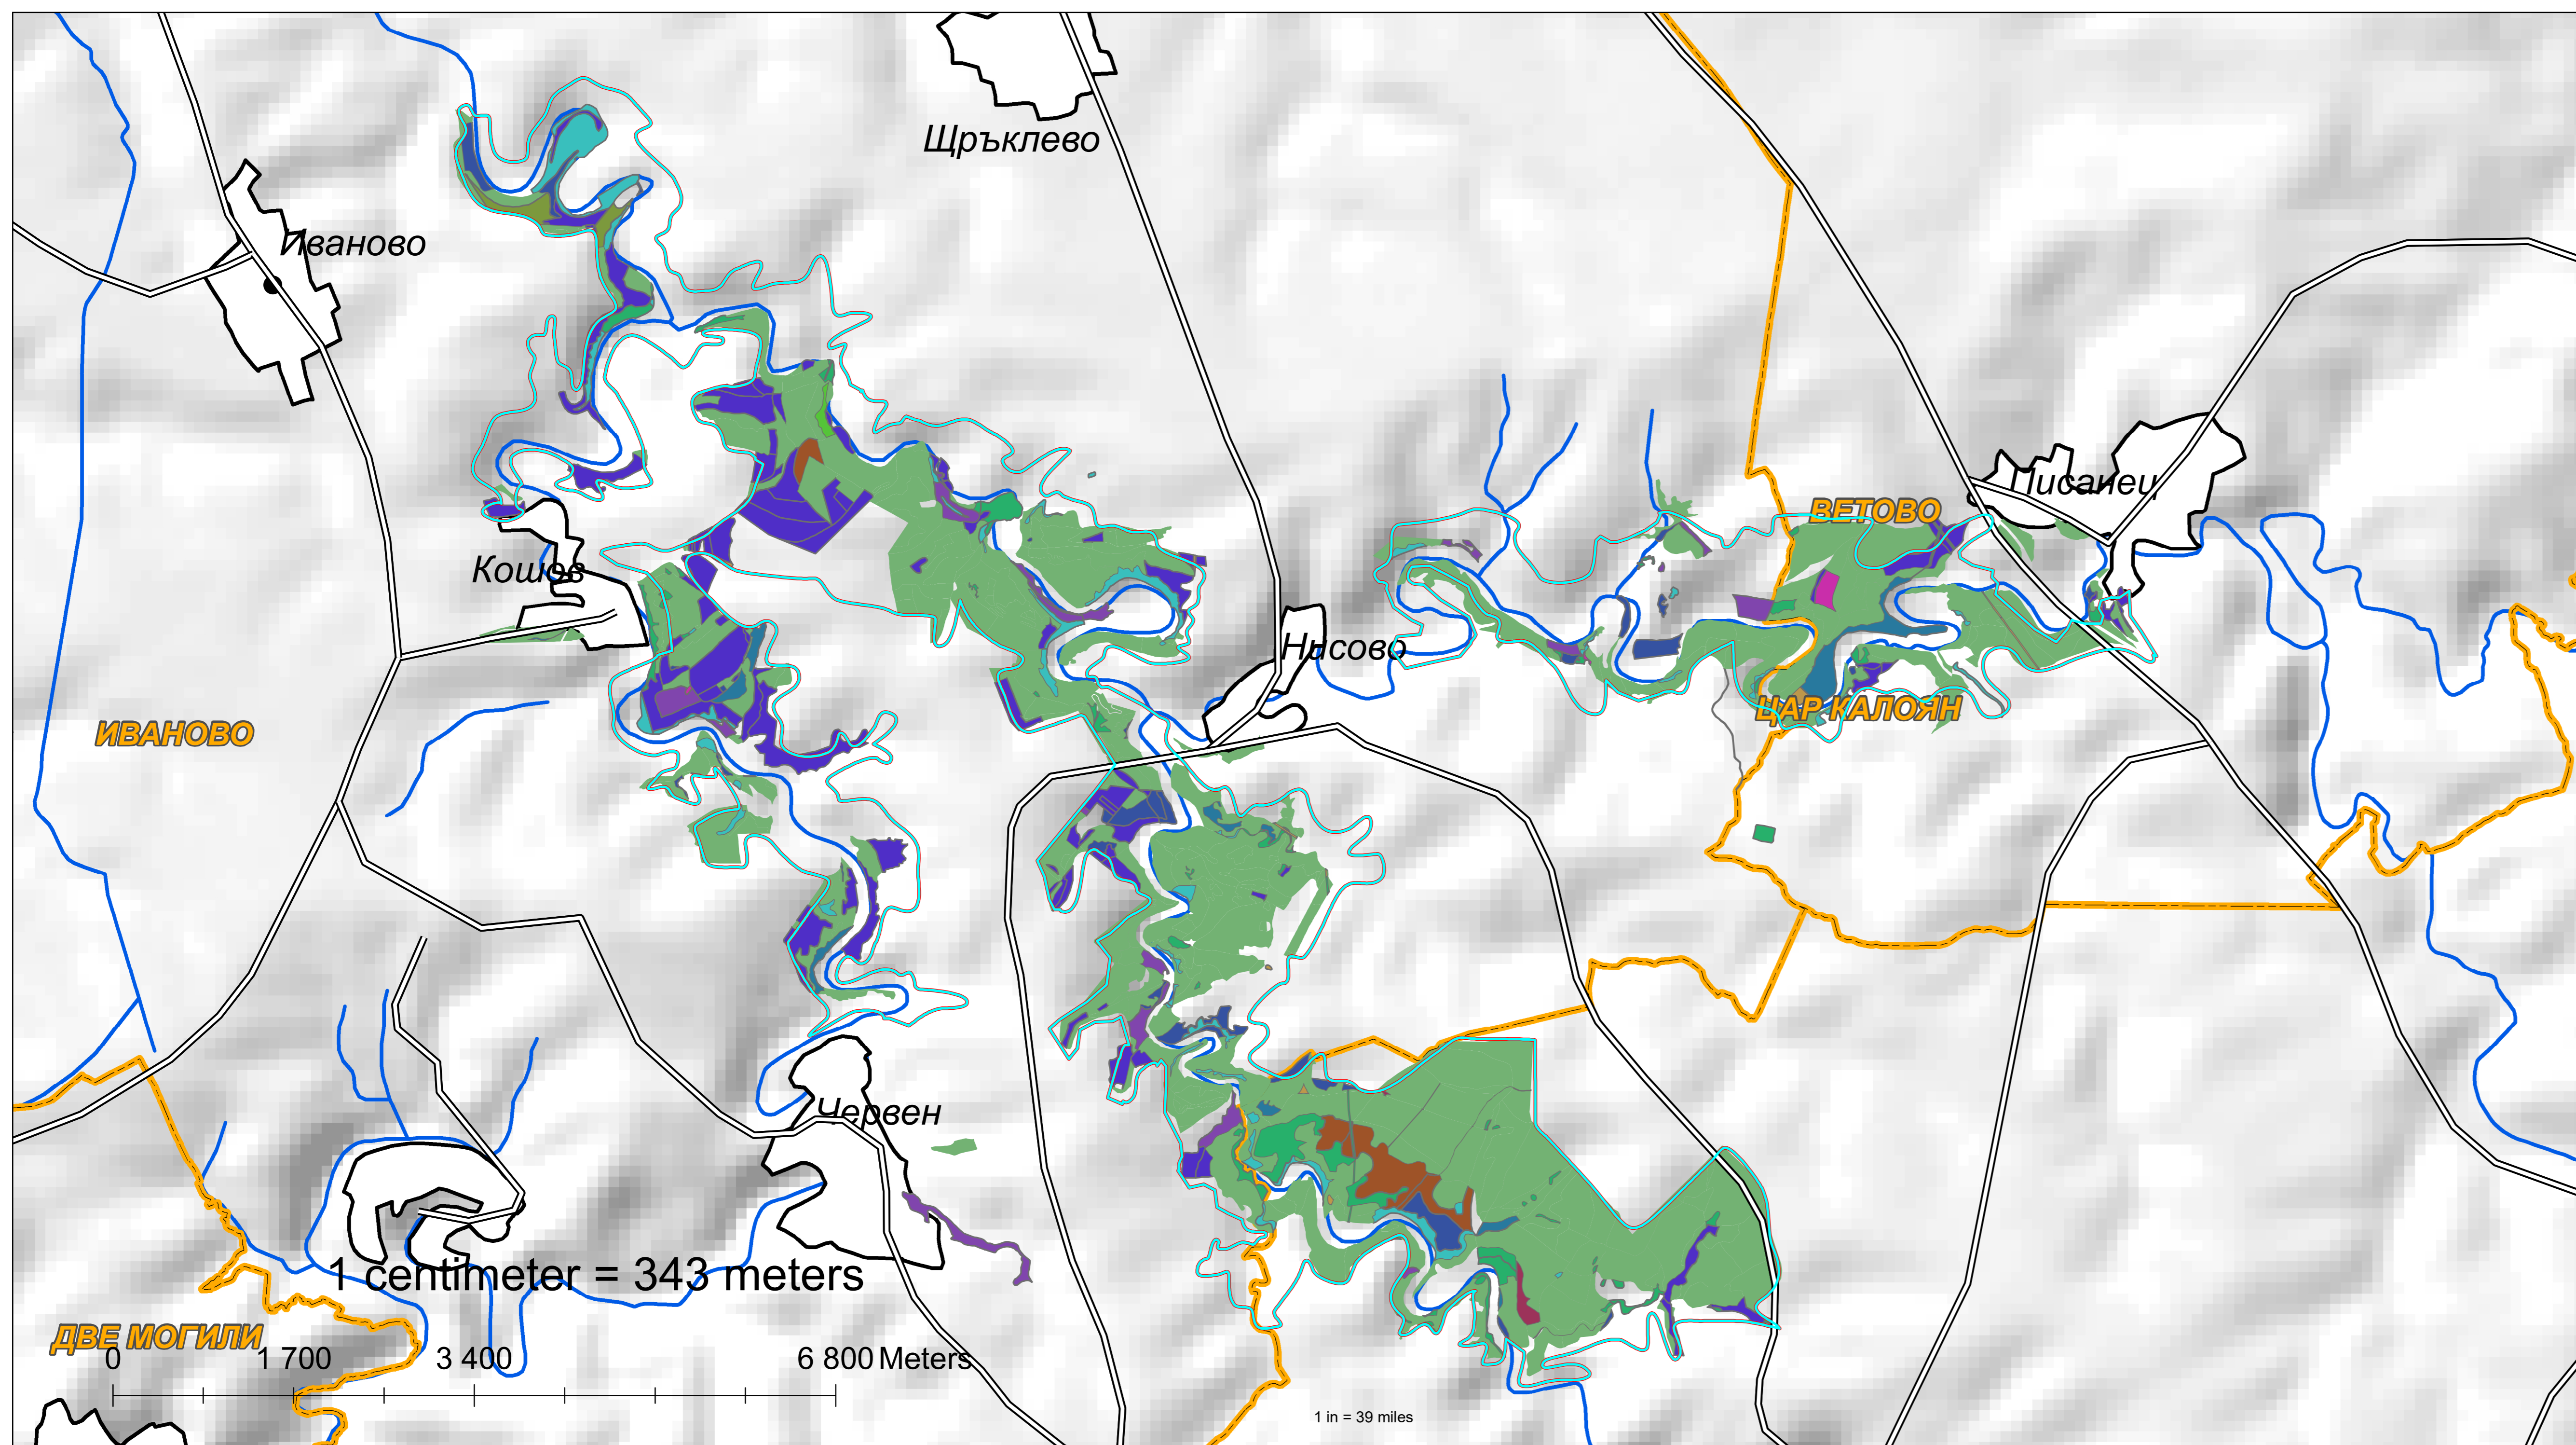 Щръклево
Иваново
Писанец
ВЕТОВО
Кошов
Нисово
ЦАР КАЛОЯН
ИВАНОВО
Червен
1 centimeter = 343 meters
ДВЕ МОГИЛИ
0 1 700 3 400 6 800 Meters
1 in = 39 miles